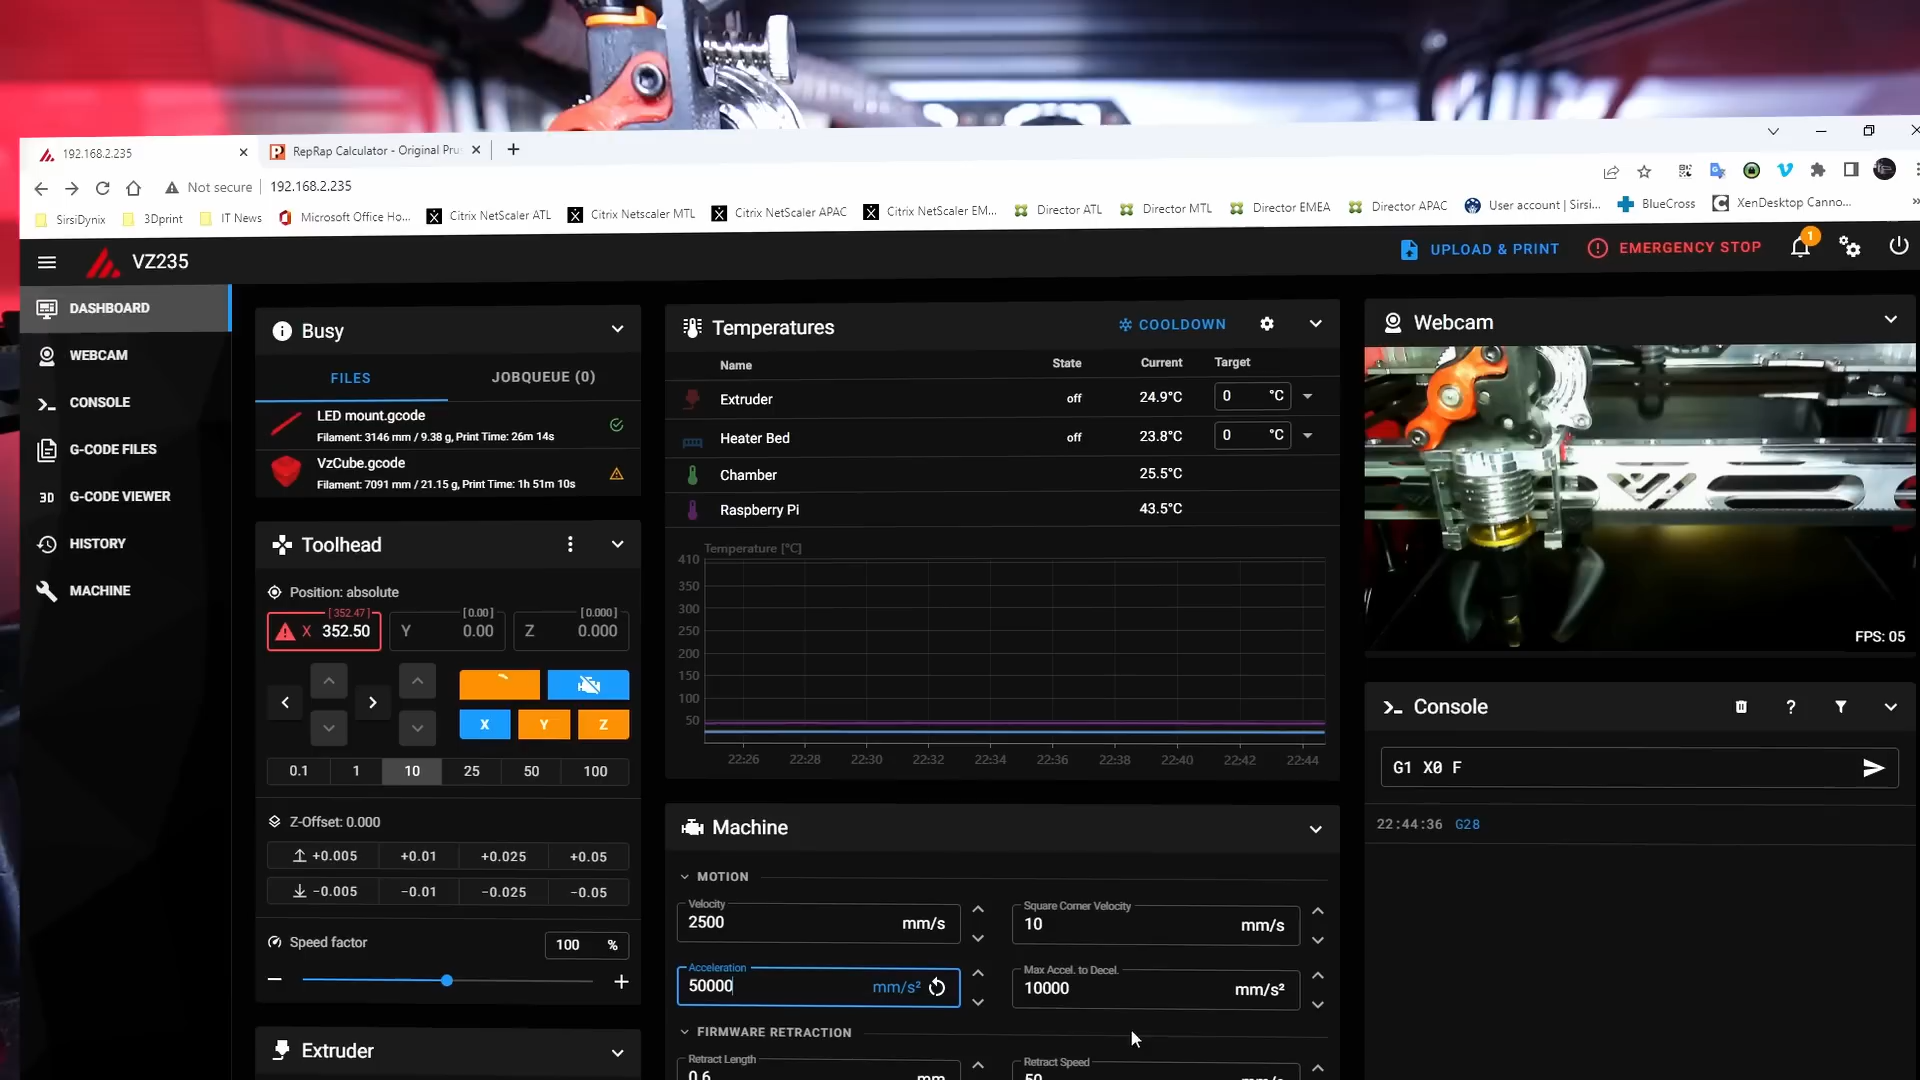 192.168.2.235
RepRap Calculator - Original Pru
Not secure
192.168.2.235
SirsiDynix
3Dprint
IT News
Microsoft Office Ho...
Citrix NetScaler ATL
Citrix Netscaler MTL
Citrix NetScaler APAC
Citrix NetScaler EM...
Director ATL
Director MTL
Director EMEA
Director APAC
User account | Sirsi...
BlueCross
XenDesktop Canno...
VZ235
UPLOAD & PRINT
EMERGENCY STOP
1
DASHBOARD
WEBCAM
CONSOLE
G-CODE FILES
3D G-CODE VIEWER
HISTORY
MACHINE
Busy
FILES JOBQUEUE (0)
LED mount.gcode
Filament: 3146 mm / 9.38 g, Print Time: 26m 14s
VzCube.gcode
Filament: 7091 mm / 21.15 g, Print Time: 1h 51m 10s
Toolhead
Position: absolute
[352.47] [0.00] [0.000]
X 352.50 Y 0.00 Z 0.000
X Y Z
0.1 1 10 25 50 100
Z-Offset: 0.000
+0.005 +0.01 +0.025 +0.05
-0.005 -0.01 -0.025 -0.05
Speed factor 100 %
Extruder
Temperatures
COOLDOWN
Name State Current Target
Extruder off 24.9°C 0 °C
Heater Bed off 23.8°C 0 °C
Chamber 25.5°C
Raspberry Pi 43.5°C
Temperature [°C]
410
350
300
250
200
150
100
50
22:26 22:28 22:30 22:32 22:34 22:36 22:38 22:40 22:42 22:44
Machine
MOTION
Velocity
2500 mm/s
Square Corner Velocity
10 mm/s
Acceleration
50000 mm/s²
Max Accel. to Decel.
10000 mm/s²
FIRMWARE RETRACTION
Retract Length
0.6 mm
Retract Speed
50 mm/s
Webcam
FPS: 05
Console
G1 X0 F
22:44:36 G28